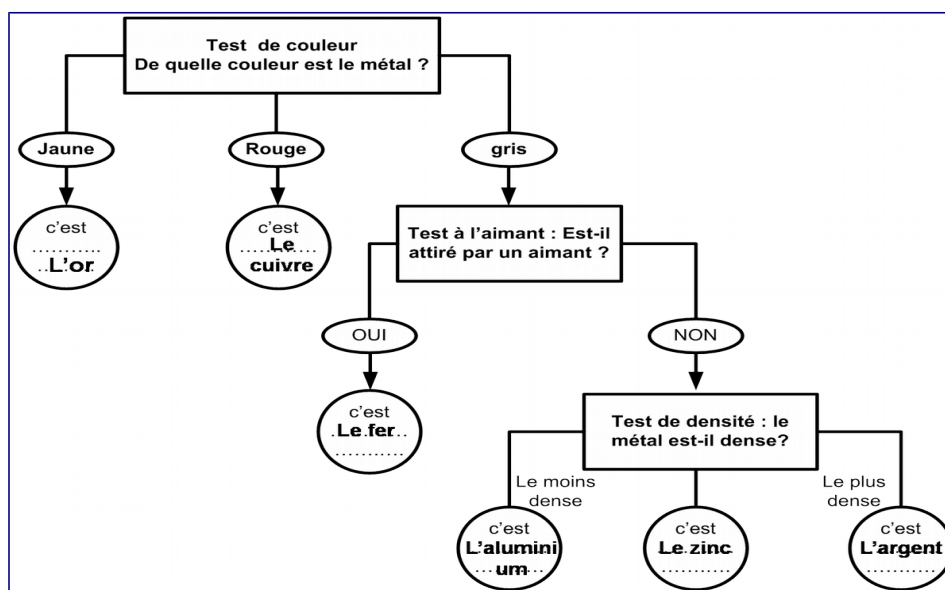 Test de couleur
De quelle couleur est le métal ?
Jaune
Rouge
gris
c'est
L'or
c'est
Le
cuivre
Test à l'aimant : Est-il
attiré par un aimant ?
OUI
NON
c'est
Le fer
Test de densité : le
métal est-il dense?
Le moins
dense
Le plus
dense
c'est
L'alumini
um
c'est
Le zinc
c'est
L'argent